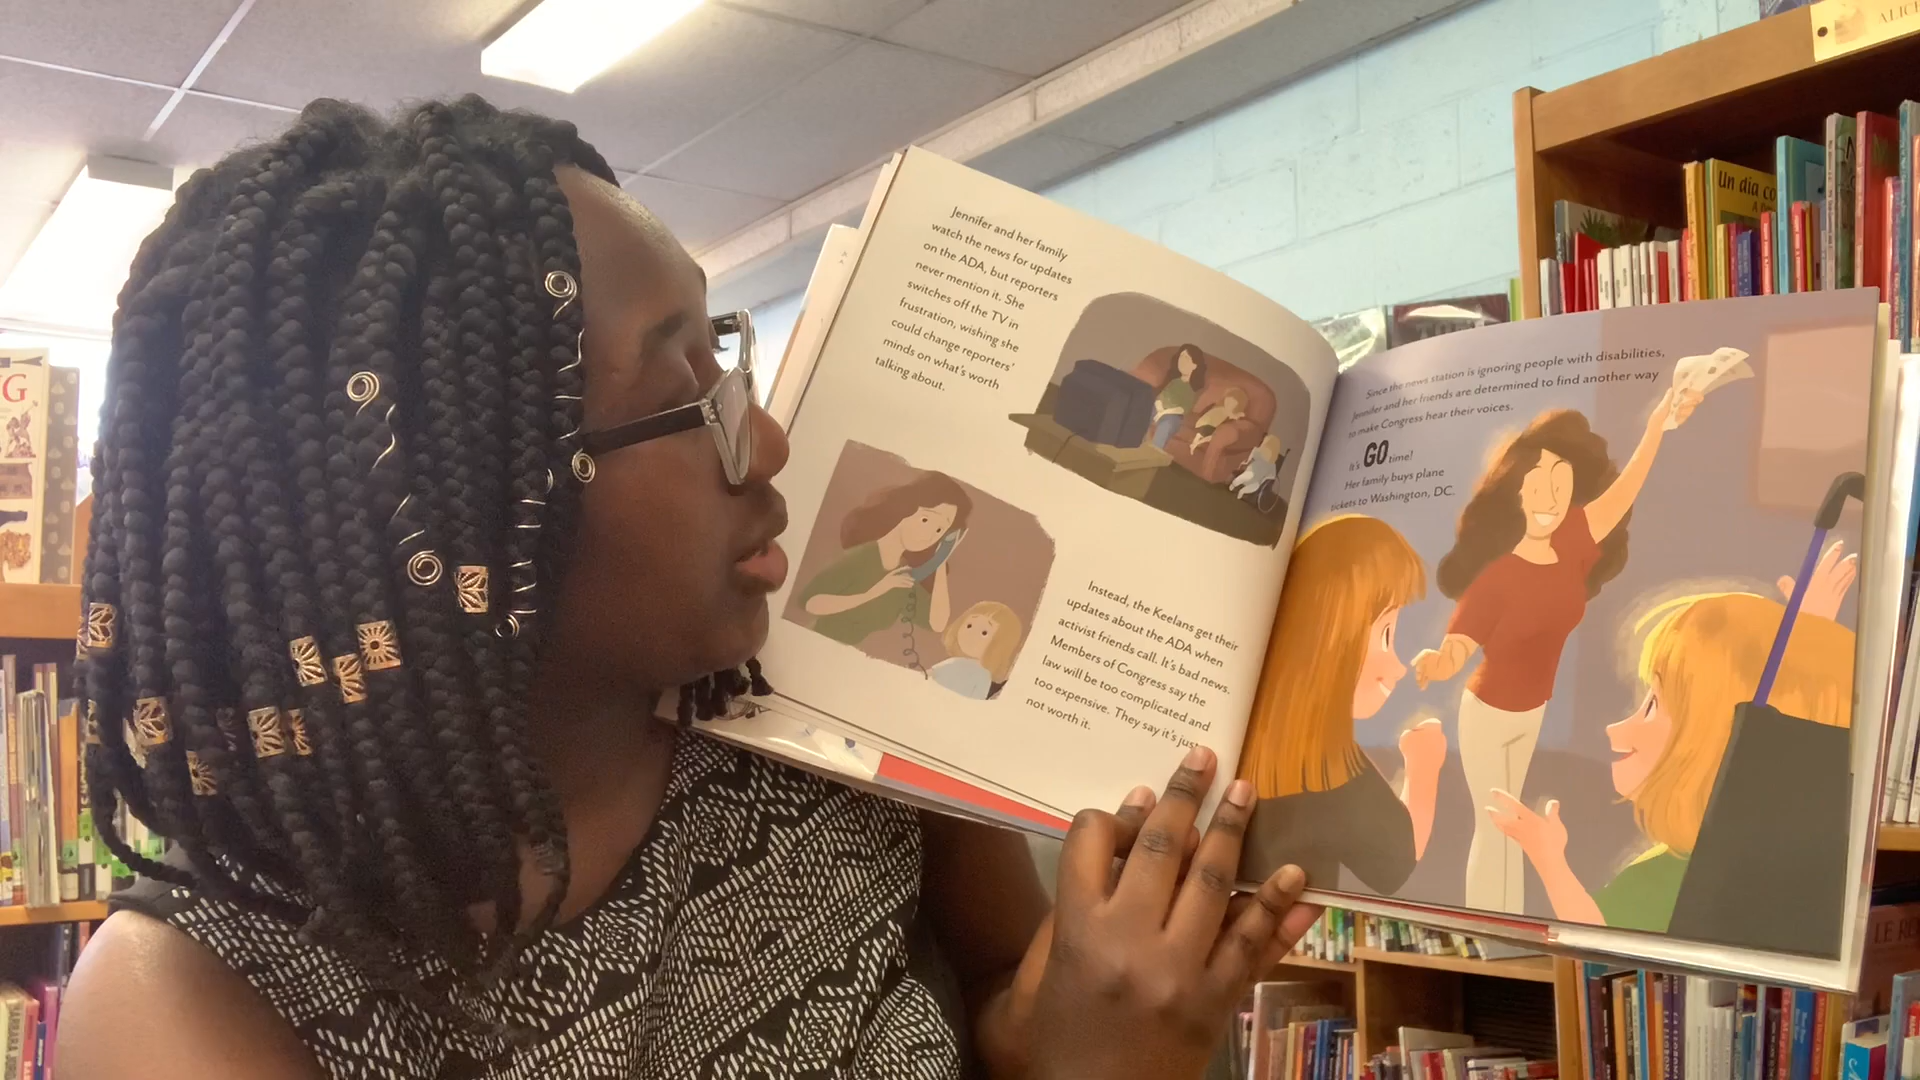 Jennifer and her family
watch the news for updates
on the ADA, but reporters
never mention it. She
switches off the TV in
frustration, wishing she
could change reporters'
minds on what's worth
talking about.
Instead, the Keelans get their
updates about the ADA when
activist friends call. It's bad news.
Members of Congress say the
law will be too complicated and
too expensive. They say it's just
not worth it.
Since the news station is ignoring people with disabilities,
Jennifer and her friends are determined to find another way
to make Congress hear their voices.
It's GO time!
Her family buys plane
tickets to Washington, DC.
Un día co